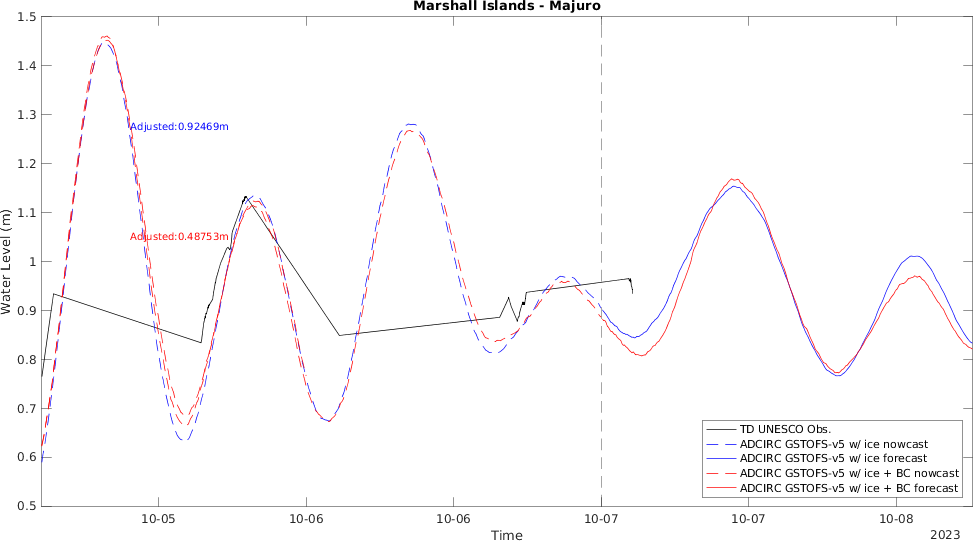 Marshall Islands - Majuro
Water Level (m)
1.5
1.4
1.3
1.2
1.1
1
0.9
0.8
0.7
0.6
0.5
Adjusted:0.92469m
Adjusted:0.48753m
TD UNESCO Obs.
ADCIRC GSTOFS-v5 w/ ice nowcast
ADCIRC GSTOFS-v5 w/ ice forecast
ADCIRC GSTOFS-v5 w/ ice + BC nowcast
ADCIRC GSTOFS-v5 w/ ice + BC forecast
10-05 10-06 10-06 10-07 10-07 10-08
Time
2023